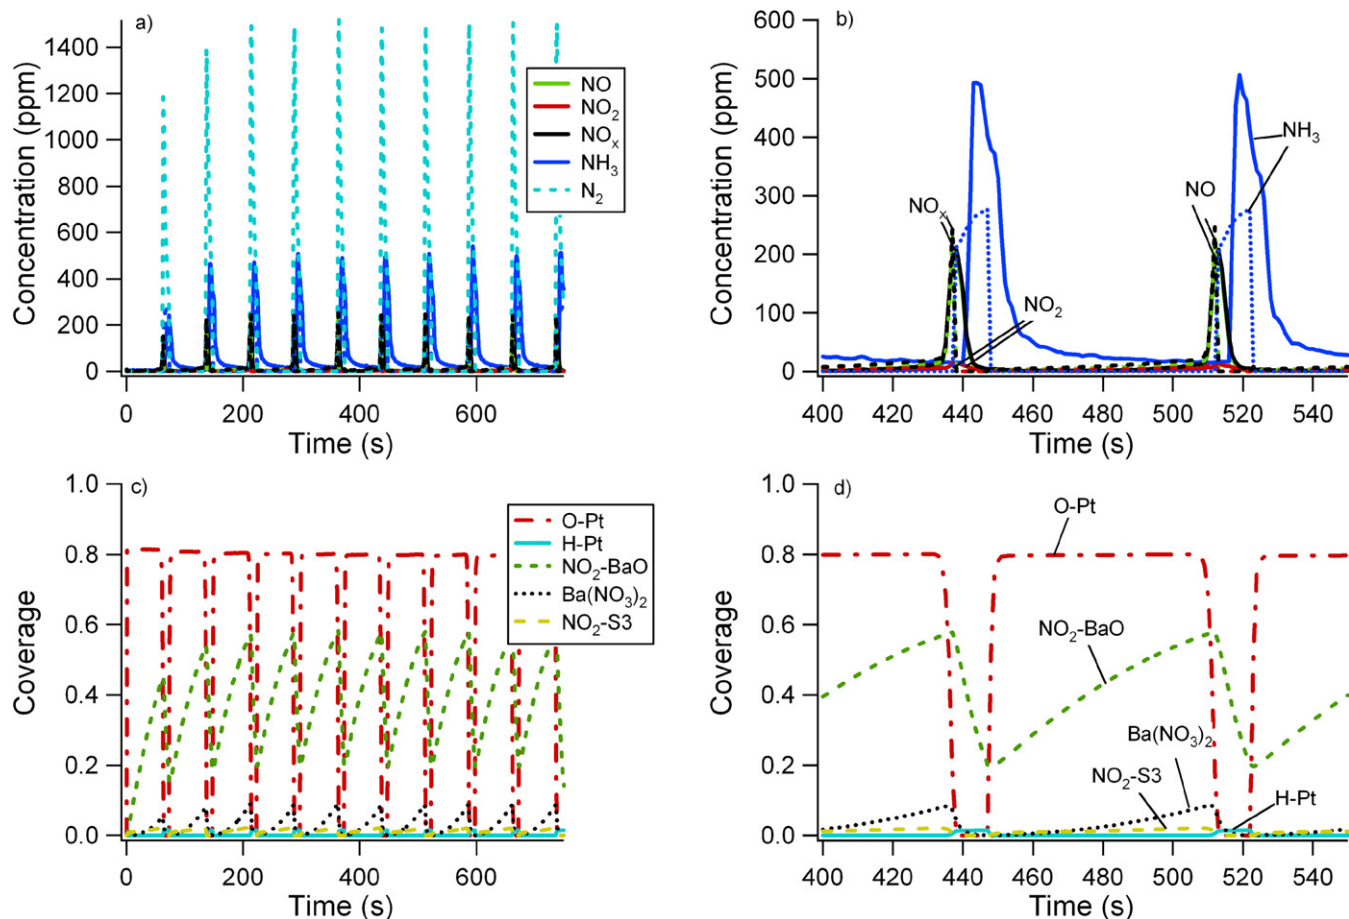 a)
Concentration (ppm)
1400
1200
1000
800
600
400
200
0
NO
NO₂
NOₓ
NH₃
N₂
0 200 400 600
Time (s)
b)
Concentration (ppm)
600
500
400
300
200
100
0
NOₓ
NO
NH₃
NO₂
400 420 440 460 480 500 520 540
Time (s)
c)
Coverage
1.0
0.8
0.6
0.4
0.2
0.0
O-Pt
H-Pt
NO₂-BaO
Ba(NO₃)₂
NO₂-S3
0 200 400 600
Time (s)
d)
Coverage
1.0
0.8
0.6
0.4
0.2
0.0
O-Pt
NO₂-BaO
Ba(NO₃)₂
NO₂-S3
H-Pt
400 420 440 460 480 500 520 540
Time (s)